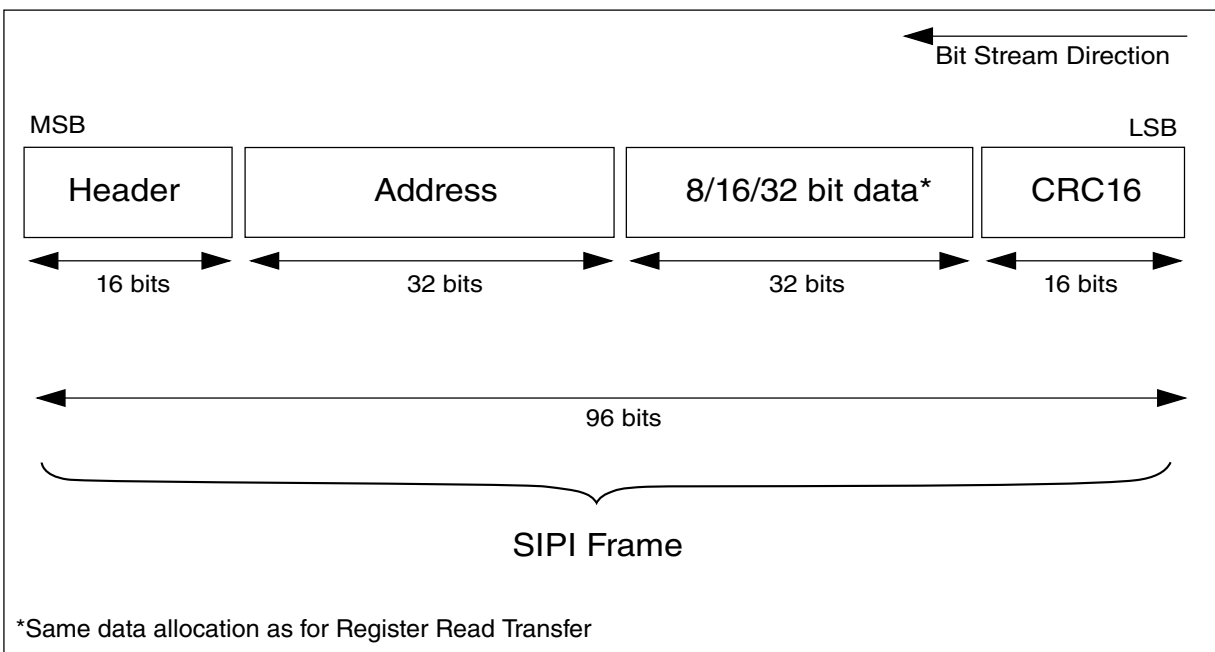 Bit Stream Direction
MSB
LSB
Header
Address
8/16/32 bit data*
CRC16
16 bits
32 bits
32 bits
16 bits
96 bits
SIPI Frame
*Same data allocation as for Register Read Transfer